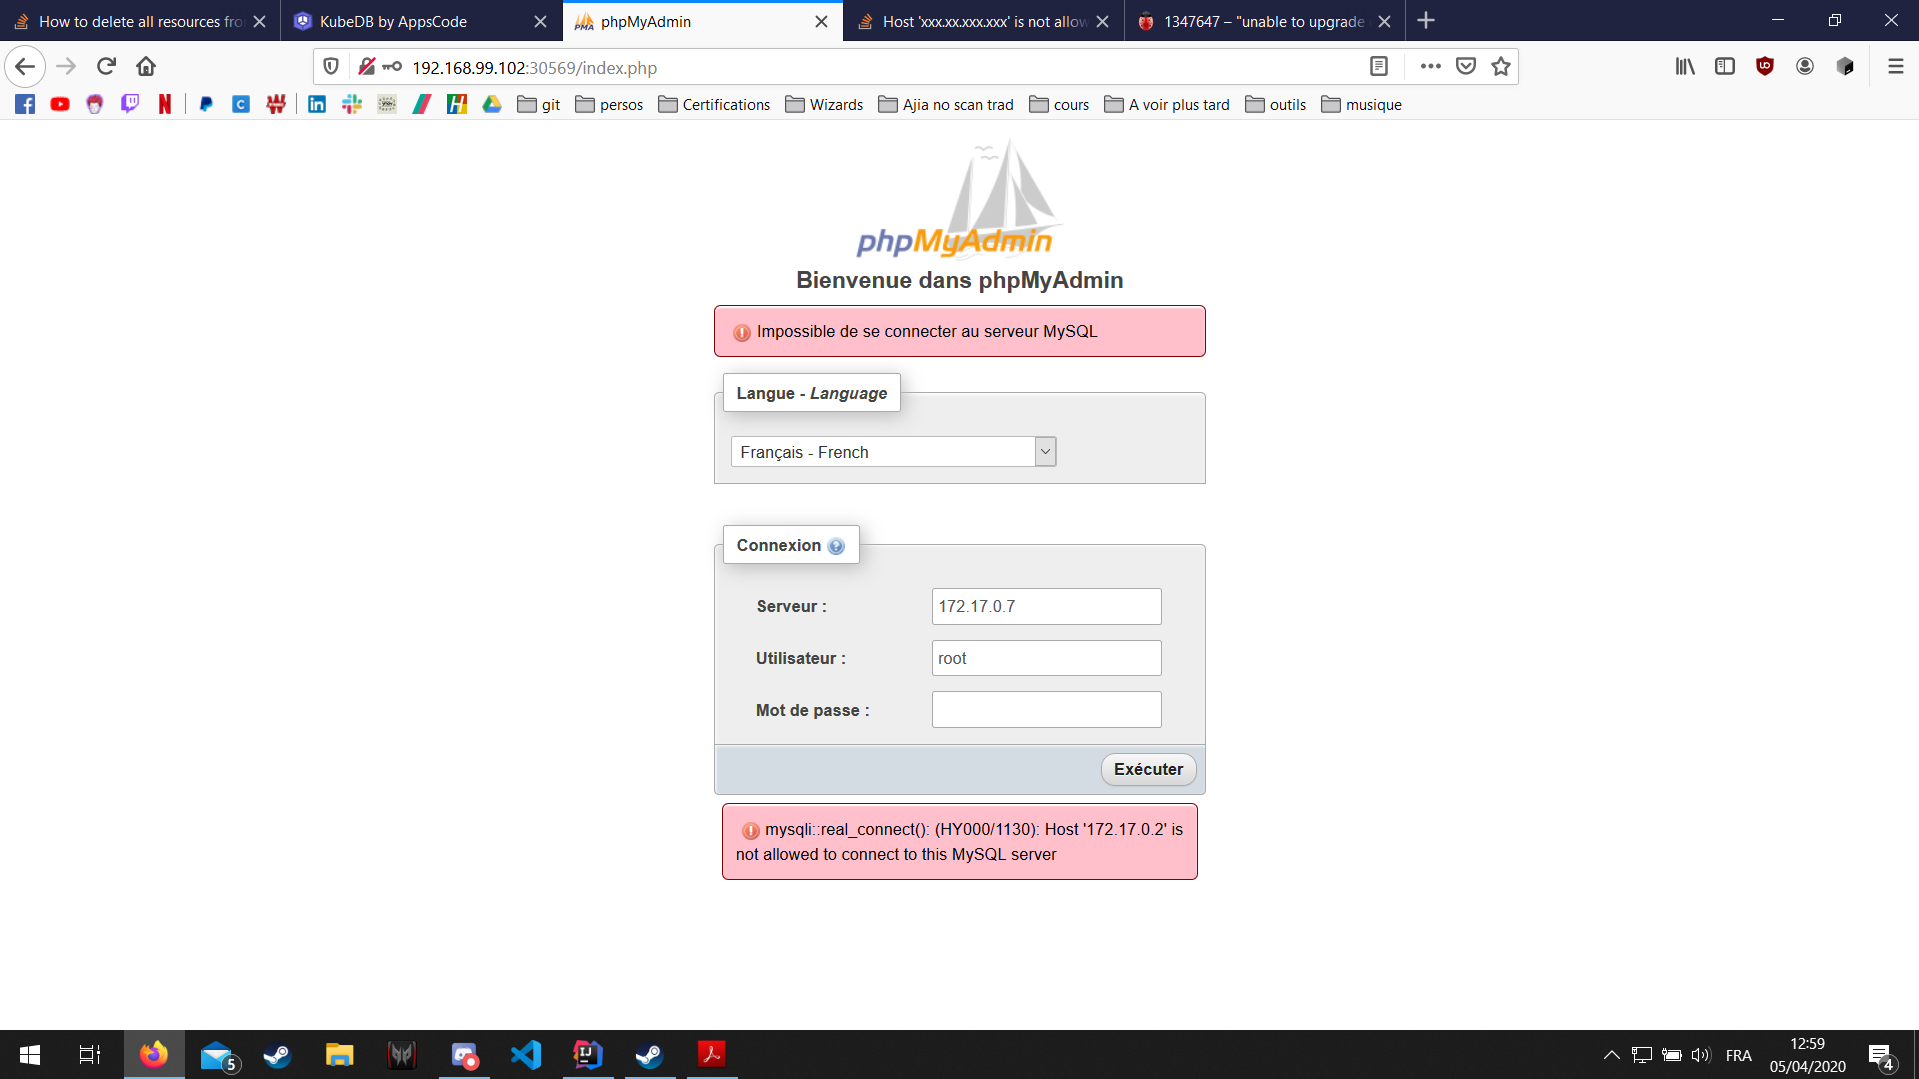 How to delete all resources fro
KubeDB by AppsCode
phpMyAdmin
Host 'xxx.xx.xxx.xxx' is not allow
1347647 – "unable to upgrade
192.168.99.102:30569/index.php
git
persos
Certifications
Wizards
Ajia no scan trad
cours
A voir plus tard
outils
musique
phpMyAdmin
Bienvenue dans phpMyAdmin
Impossible de se connecter au serveur MySQL
Langue - Language
Français - French
Connexion
Serveur : 172.17.0.7
Utilisateur : root
Mot de passe :
Exécuter
mysqli::real_connect(): (HY000/1130): Host '172.17.0.2' is
not allowed to connect to this MySQL server
5
FRA
12:59
05/04/2020
4